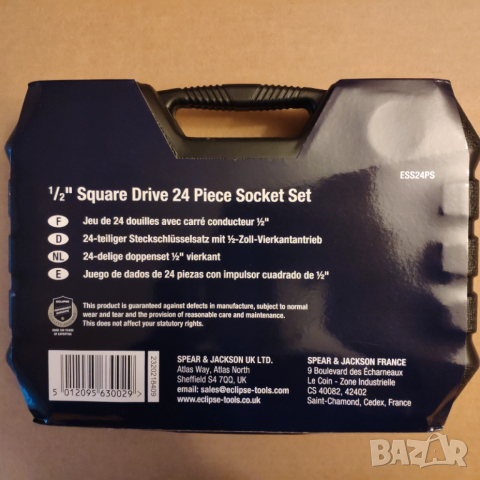 ESS24PS
1/2" Square Drive 24 Piece Socket Set
F Jeu de 24 douilles avec carré conducteur ½"
D 24-teiliger Steckschlüsselsatz mit ½-Zoll-Vierkantantrieb
NL 24-delige doppenset ½" vierkant
E Juego de dados de 24 piezas con impulsor cuadrado de ½"
This product is guaranteed against defects in manufacture, subject to normal
wear and tear and the provision of reasonable care and maintenance.
This does not affect your statutory rights.
SPEAR & JACKSON UK LTD.
Atlas Way, Atlas North
Sheffield S4 7QQ, UK
email: sales@eclipse-tools.com
www.eclipse-tools.co.uk
SPEAR & JACKSON FRANCE
9 Boulevard des Écharneaux
Le Coin - Zone Industrielle
CS 40082, 42402
Saint-Chamond, Cedex, France
5 012095 630029 >
bazar.bg